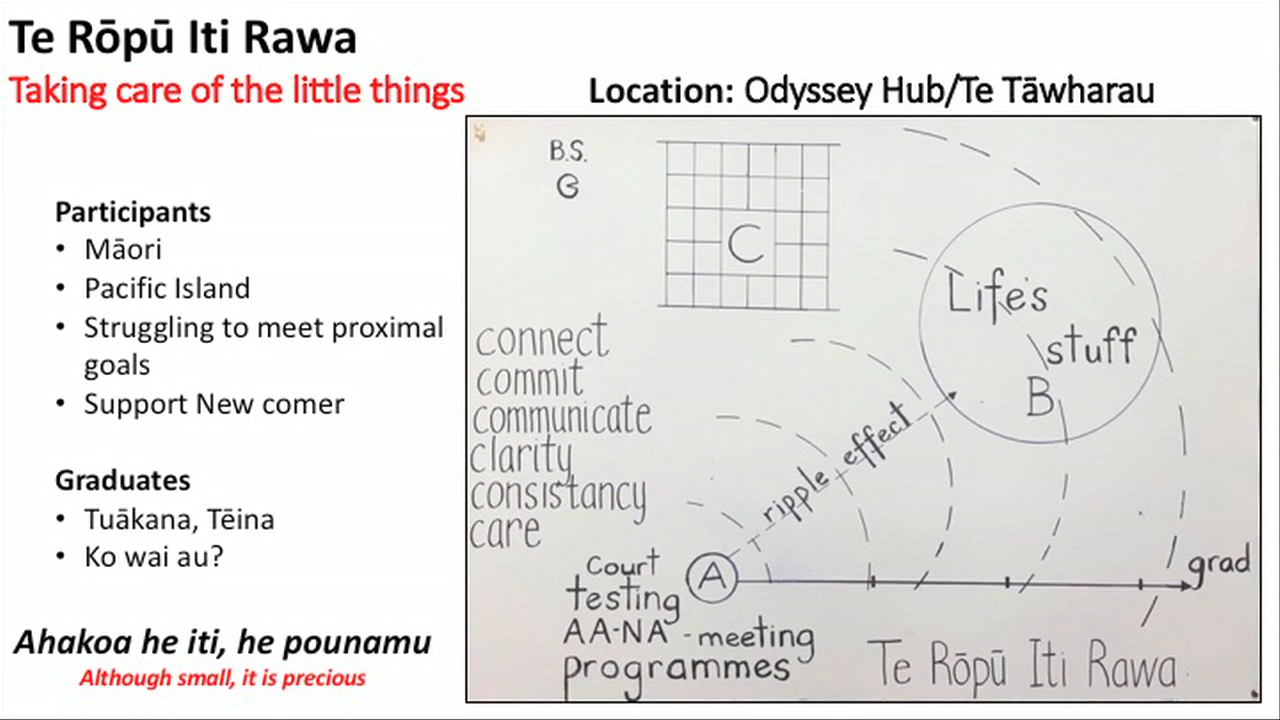 Te Rōpū Iti Rawa
Taking care of the little things
Location: Odyssey Hub/Te Tāwharau
Participants
• Māori
• Pacific Island
• Struggling to meet proximal
goals
• Support New comer
Graduates
• Tuākana, Tēina
• Ko wai au?
Ahakoa he iti, he pounamu
Although small, it is precious
B.S.
C
connect
commit
communicate
clarity
consistancy
care
Life's
stuff
B
ripple effect
A
grad
Court
testing
AA-NA - meeting
programmes
Te Rōpū Iti Rawa